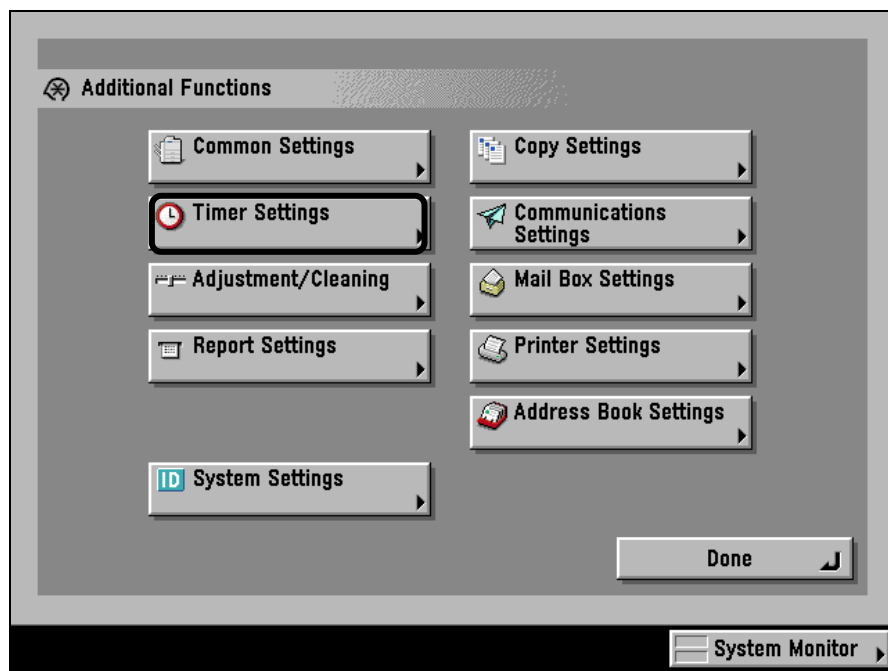 Additional Functions
Common Settings
Timer Settings
Adjustment/Cleaning
Report Settings
ID System Settings
Copy Settings
Communications
Settings
Mail Box Settings
Printer Settings
Address Book Settings
Done
System Monitor